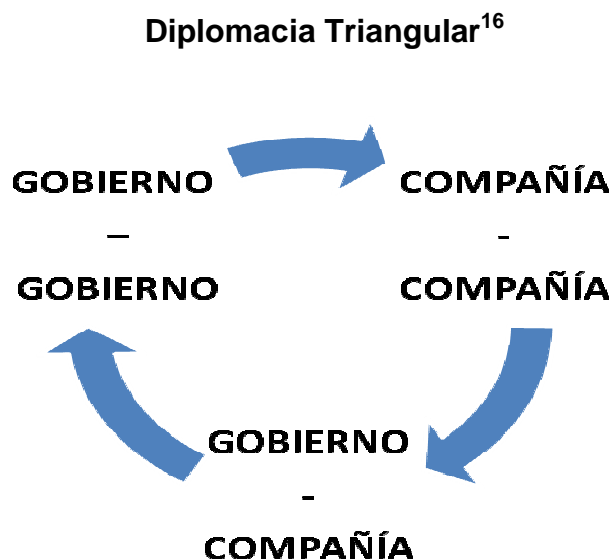 Diplomacia Triangular16
GOBIERNO
–
GOBIERNO
COMPAÑÍA
-
COMPAÑÍA
GOBIERNO
-
COMPAÑÍA